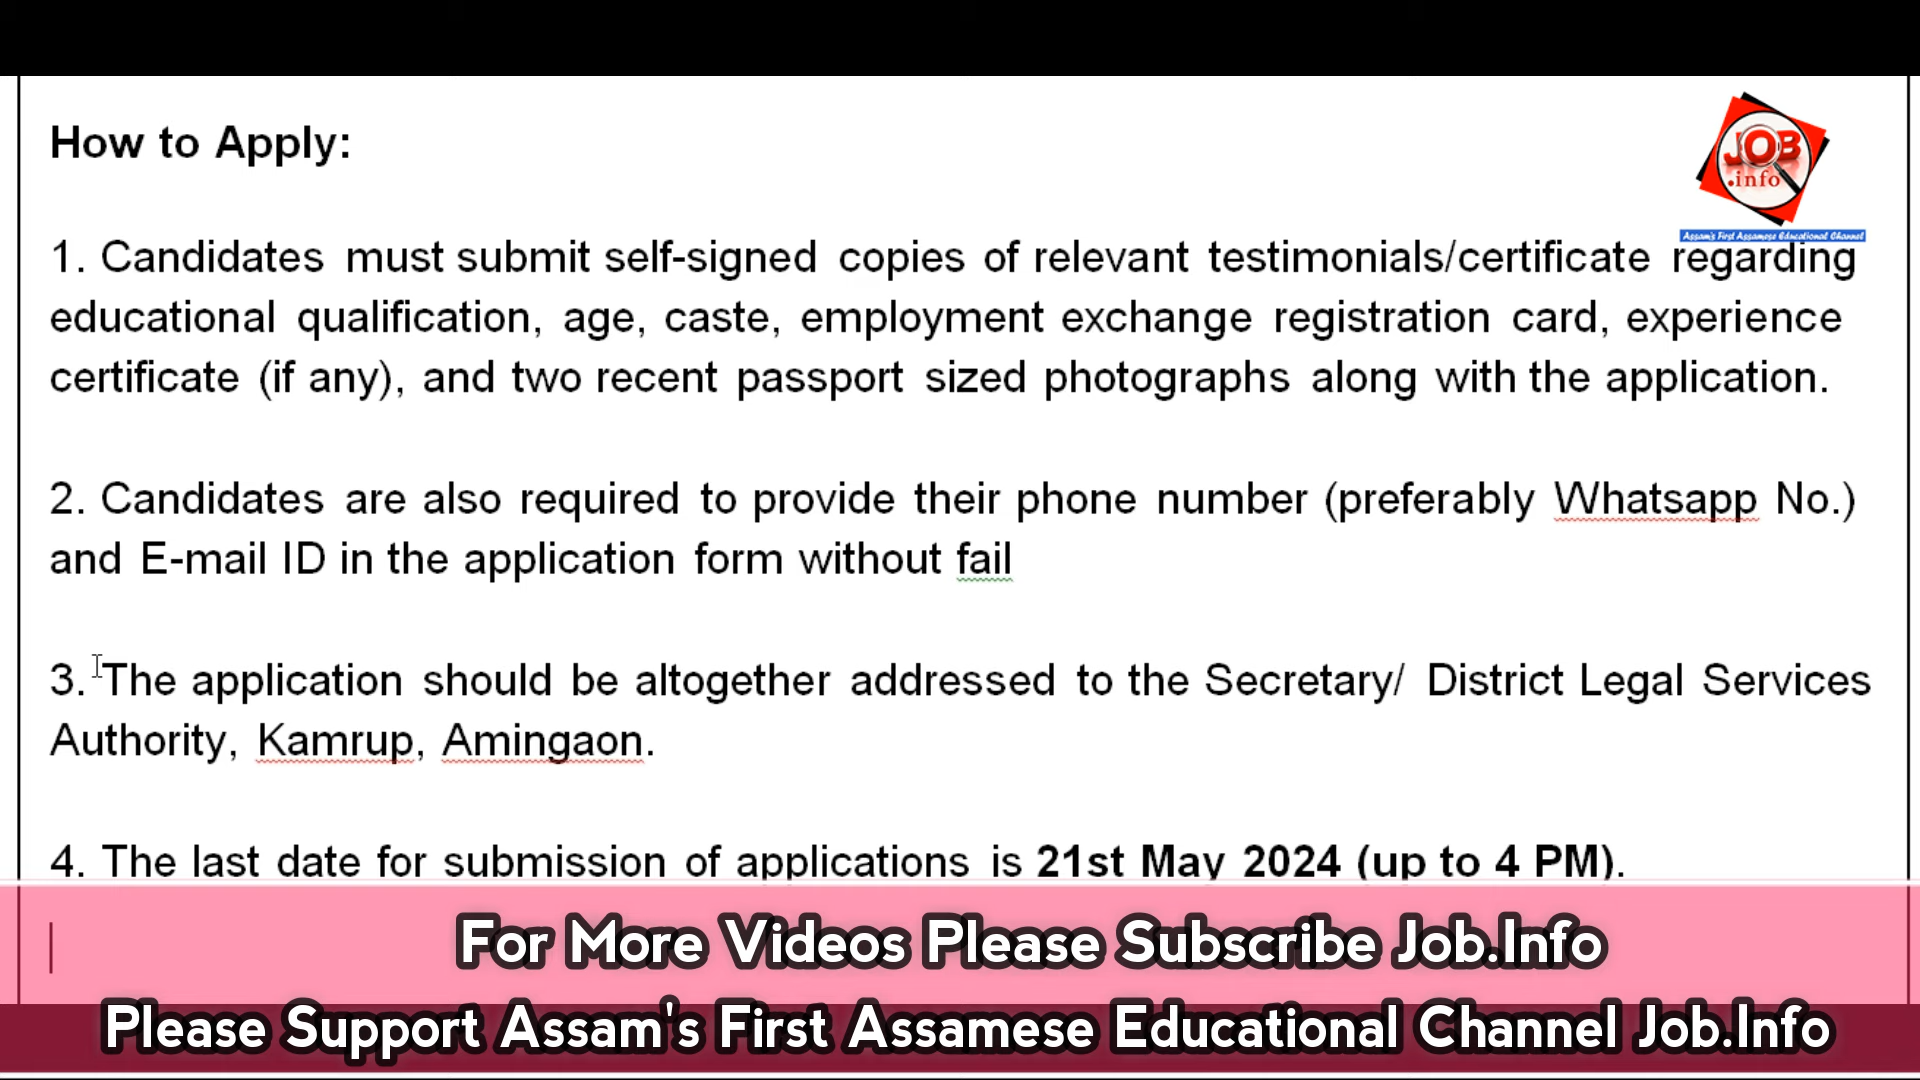 How to Apply:
JOB
.info
Assam's First Assamese Educational Channel
1. Candidates must submit self-signed copies of relevant testimonials/certificate regarding
educational qualification, age, caste, employment exchange registration card, experience
certificate (if any), and two recent passport sized photographs along with the application.
2. Candidates are also required to provide their phone number (preferably Whatsapp No.)
and E-mail ID in the application form without fail
3. The application should be altogether addressed to the Secretary/ District Legal Services
Authority, Kamrup, Amingaon.
4. The last date for submission of applications is 21st May 2024 (up to 4 PM).
For More Videos Please Subscribe Job.Info
Please Support Assam's First Assamese Educational Channel Job.Info